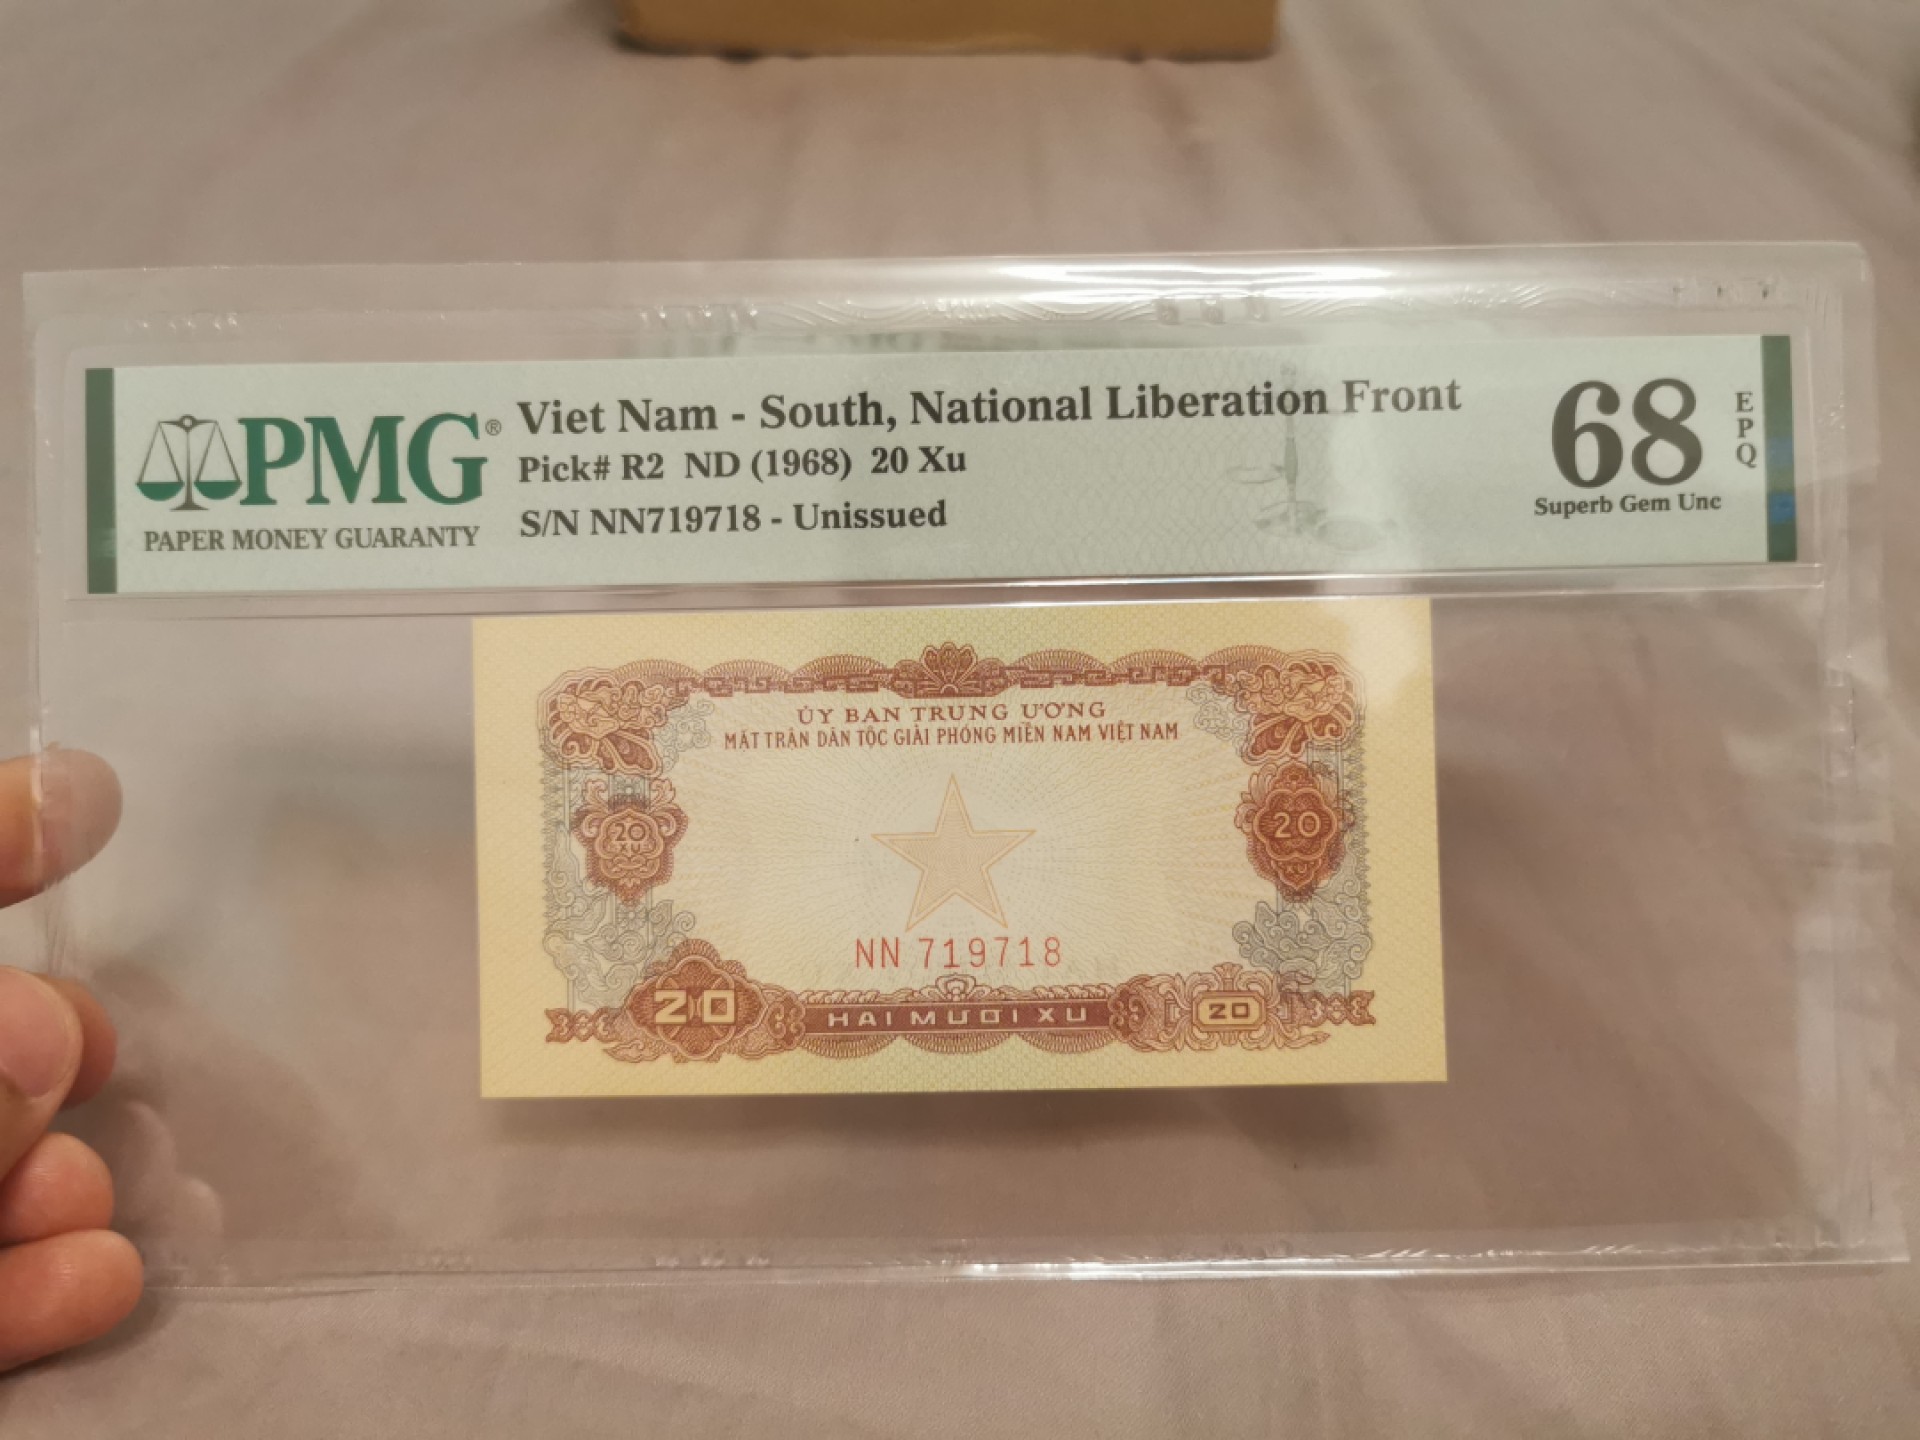 PMG®
PAPER MONEY GUARANTY
Viet Nam - South, National Liberation Front
Pick# R2 ND (1968) 20 Xu
S/N NN719718 - Unissued
68
EPQ
Superb Gem Unc
ỦY BAN TRUNG ƯƠNG
MẶT TRẬN DÂN TỘC GIẢI PHÓNG MIỀN NAM VIỆT NAM
20
XU
20
XU
NN 719718
20
HAI MƯƠI XU
20